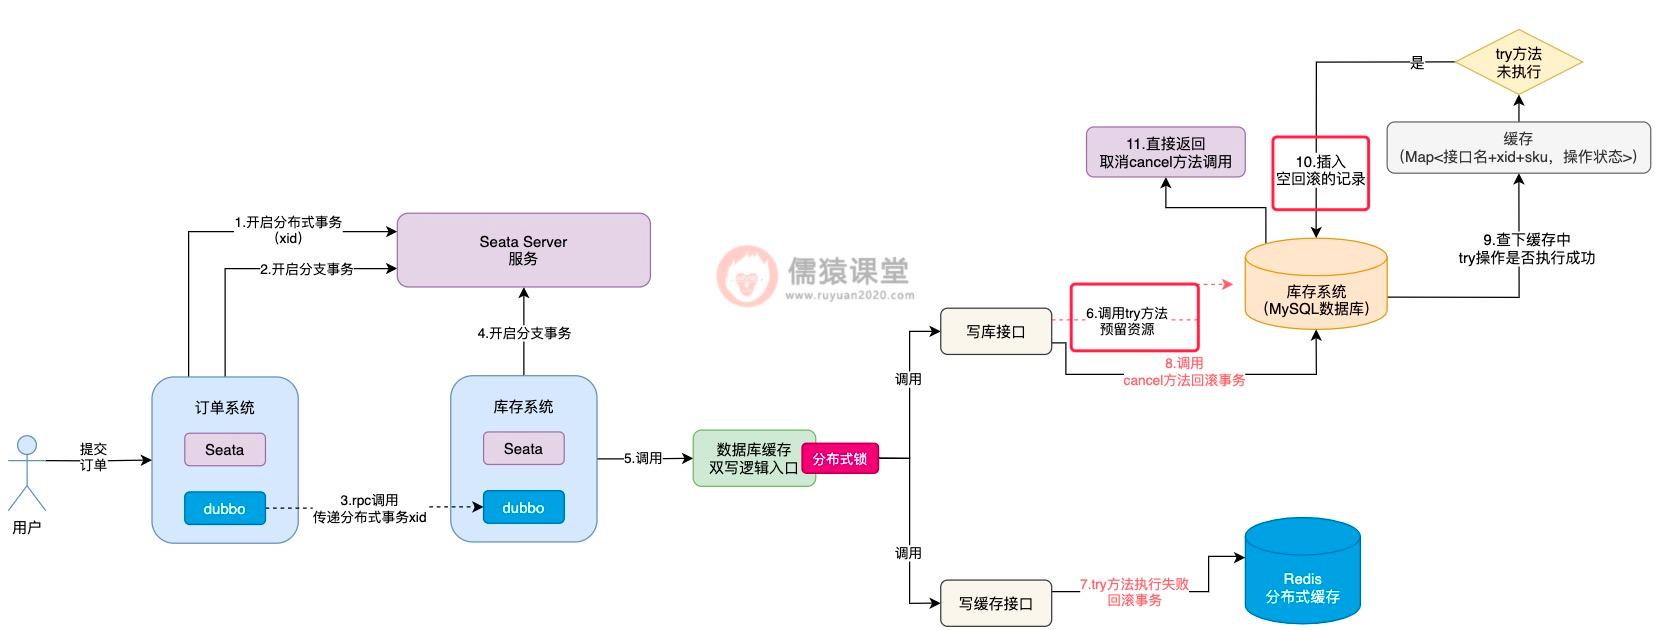 try方法
未执行
是
缓存
(Map<接口名+xid+sku，操作状态>)
11.直接返回
取消cancel方法调用
10.插入
空回滚的记录
9.查下缓存中
try操作是否执行成功
1.开启分布式事务
(xid)
2.开启分支事务
Seata Server
服务
儒猿课堂
www.ruyuan2020.com
库存系统
(MySQL数据库)
6.调用try方法
预留资源
写库接口
4.开启分支事务
8.调用
cancel方法回滚事务
调用
订单系统
库存系统
Seata
Seata
提交
订单
5.调用
数据库缓存
双写逻辑入口
分布式锁
dubbo
3.rpc调用
传递分布式事务xid
dubbo
用户
调用
7.try方法执行失败
回滚事务
写缓存接口
Redis
分布式缓存